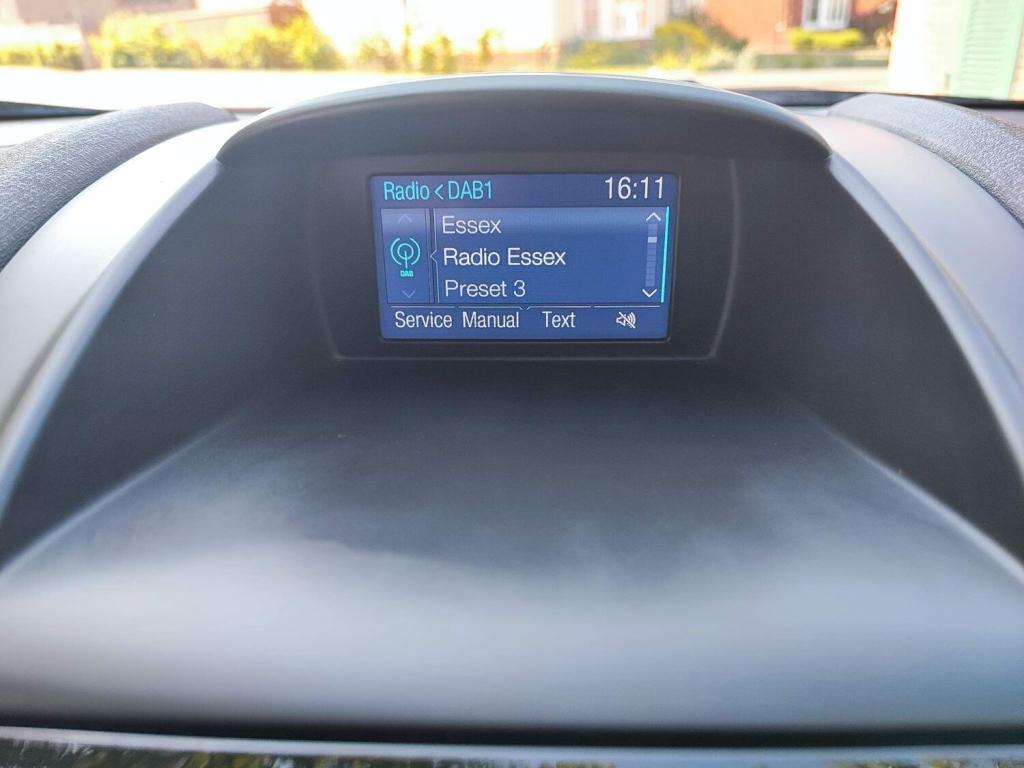 Radio < DAB1 16:11
Essex
DAB
Radio Essex
Preset 3
Service Manual Text